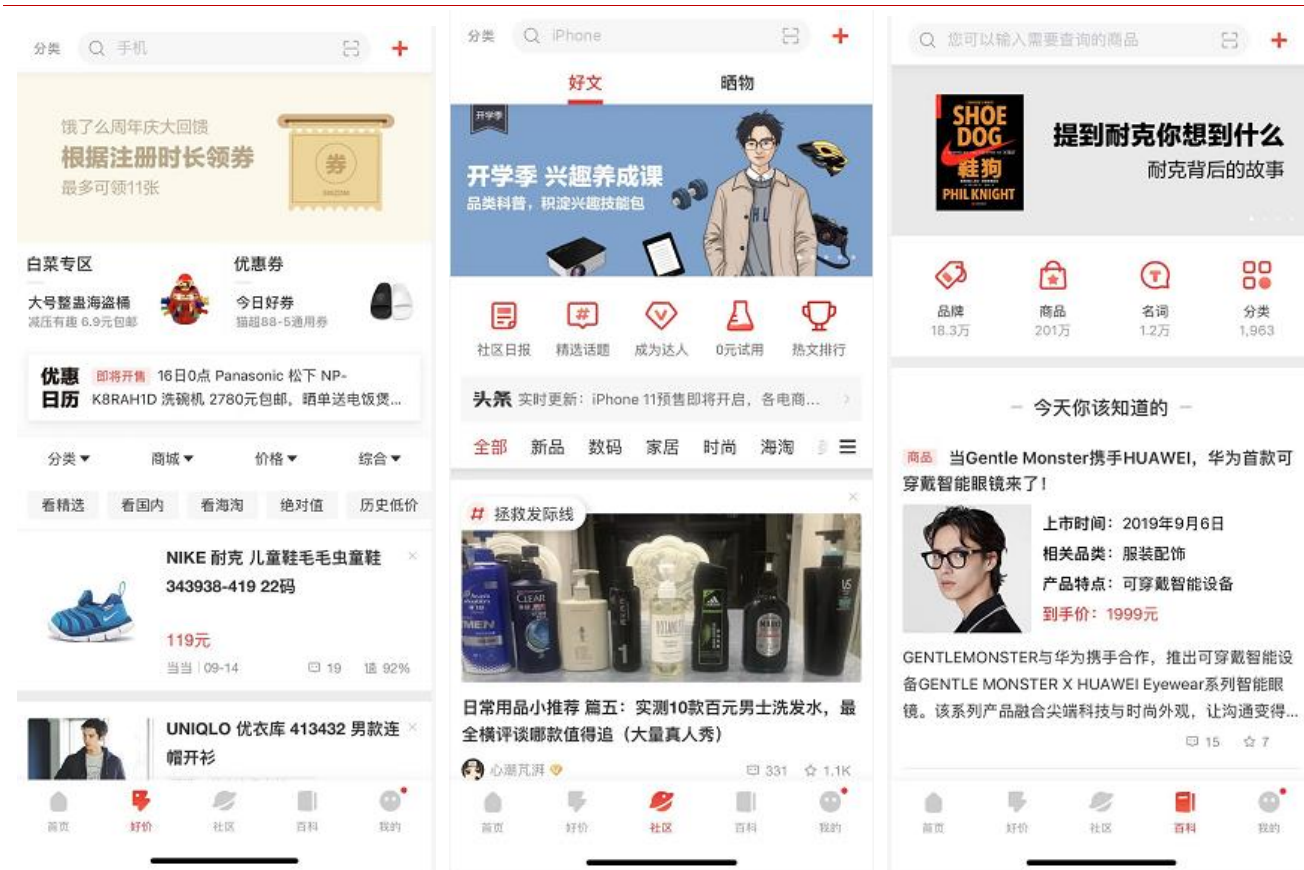 分类
手机
饿了么周年庆大回馈
根据注册时长领券
最多可领11张
券
白菜专区
大号整蛊海盗桶
减压有趣 6.9元包邮
优惠券
今日好券
猫超88-5通用券
优惠
日历
即将开售 16日0点 Panasonic 松下 NP-
K8RAH1D 洗碗机 2780元包邮，晒单送电饭煲...
分类 商城 价格 综合
看精选 看国内 看海淘 绝对值 历史低价
NIKE 耐克 儿童鞋毛毛虫童鞋
343938-419 22码
119元
当当 | 09-14 19 值 92%
UNIQLO 优衣库 413432 男款连
帽开衫
首页 好价 社区 百科 我的
分类
iPhone
好文 晒物
开学季
开学季 兴趣养成课
品类科普，积淀兴趣技能包
社区日报 精选话题 成为达人 0元试用 热文排行
头条 实时更新：iPhone 11预售即将开启，各电商...
全部 新品 数码 家居 时尚 海淘
# 拯救发际线
CLEAR
MEN
adidas
VS
日常用品小推荐 篇五：实测10款百元男士洗发水，最
全横评谈哪款值得追（大量真人秀）
心潮芃湃 331 1.1K
首页 好价 社区 百科 我的
您可以输入需要查询的商品
SHOE
DOG
鞋狗
PHIL KNIGHT
提到耐克你想到什么
耐克背后的故事
品牌 商品 名词 分类
18.3万 201万 1.2万 1,963
今天你该知道的
商品 当Gentle Monster携手HUAWEI，华为首款可
穿戴智能眼镜来了！
上市时间：2019年9月6日
相关品类：服装配饰
产品特点：可穿戴智能设备
到手价：1999元
GENTLEMONSTER与华为携手合作，推出可穿戴智能设
备GENTLE MONSTER X HUAWEI Eyewear系列智能眼
镜。该系列产品融合尖端科技与时尚外观，让沟通变得...
15 7
首页 好价 社区 百科 我的